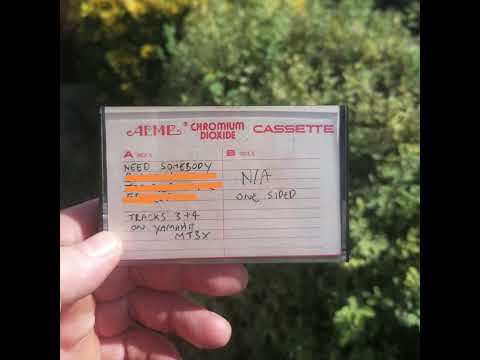 ACME CHROMIUM DIOXIDE CASSETTE
A
B
NEED SOMEBODY
N/A
ONE SIDED
TRACKS 3+4
ON YAMAHA
MT3X